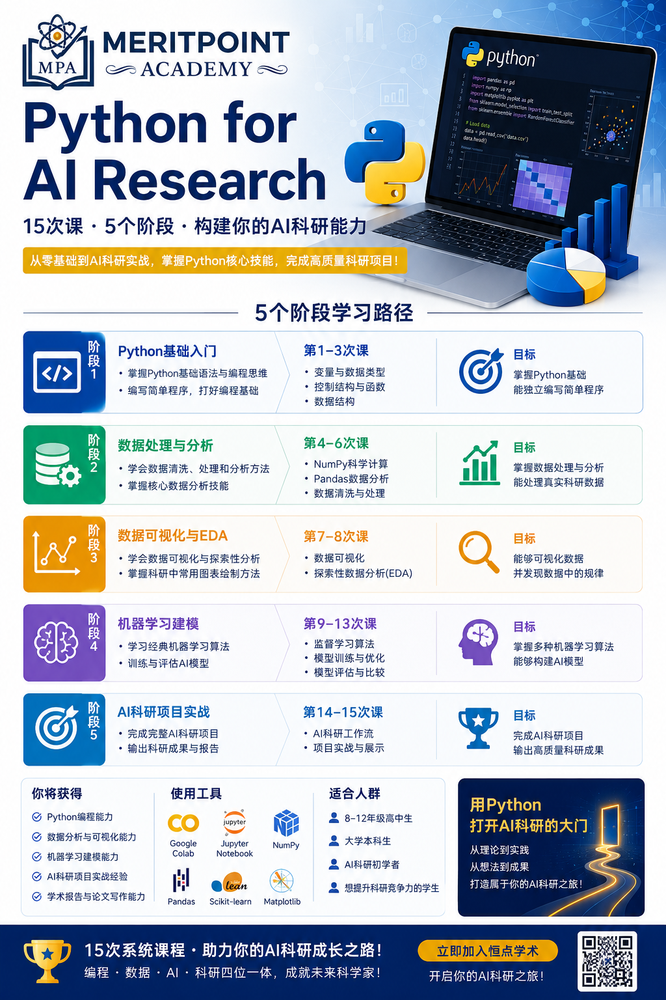 MPA
MERITPOINT
ACADEMY
Python for
AI Research
15次课 · 5个阶段 · 构建你的AI科研能力
从零基础到AI科研实战，掌握Python核心技能，完成高质量科研项目！
python
import pandas as pd
import numpy as np
import matplotlib.pyplot as plt
from sklearn.model_selection import train_test_split
from sklearn.ensemble import RandomForestClassifier
# Load data
data = pd.read_csv("data.csv")
data.head()
5个阶段学习路径
阶段1
Python基础入门
• 掌握Python基础语法与编程思维
• 编写简单程序，打好编程基础
第1–3次课
• 变量与数据类型
• 控制结构与函数
• 数据结构
目标
掌握Python基础
能独立编写简单程序
阶段2
数据处理与分析
• 学会数据清洗、处理和分析方法
• 掌握核心数据分析技能
第4–6次课
• NumPy科学计算
• Pandas数据分析
• 数据清洗与处理
目标
掌握数据处理与分析
能处理真实科研数据
阶段3
数据可视化与EDA
• 学会数据可视化与探索性分析
• 掌握科研中常用图表绘制方法
第7–8次课
• 数据可视化
• 探索性数据分析(EDA)
目标
能够可视化数据
并发现数据中的规律
阶段4
机器学习建模
• 学习经典机器学习算法
• 训练与评估AI模型
第9–13次课
• 监督学习算法
• 模型训练与优化
• 模型评估与比较
目标
掌握多种机器学习算法
能够构建AI模型
阶段5
AI科研项目实战
• 完成完整AI科研项目
• 输出科研成果与报告
第14–15次课
• AI科研工作流
• 项目实战与展示
目标
完成AI科研项目
输出高质量科研成果
你将获得
Python编程能力
数据分析与可视化能力
机器学习建模能力
AI科研项目实战经验
学术报告与论文写作能力
使用工具
Google
Colab
jupyter
Jupyter
Notebook
NumPy
Pandas
learn
Scikit-learn
Matplotlib
适合人群
8–12年级高中生
大学本科生
AI科研初学者
想提升科研竞争力的学生
用Python
打开AI科研的大门
从理论到实践
从想法到成果
打造属于你的AI科研之旅！
15次系统课程 · 助力你的AI科研成长之路！
编程 · 数据 · AI · 科研四位一体，成就未来科学家！
立即加入恒点学术
开启你的AI科研之旅！